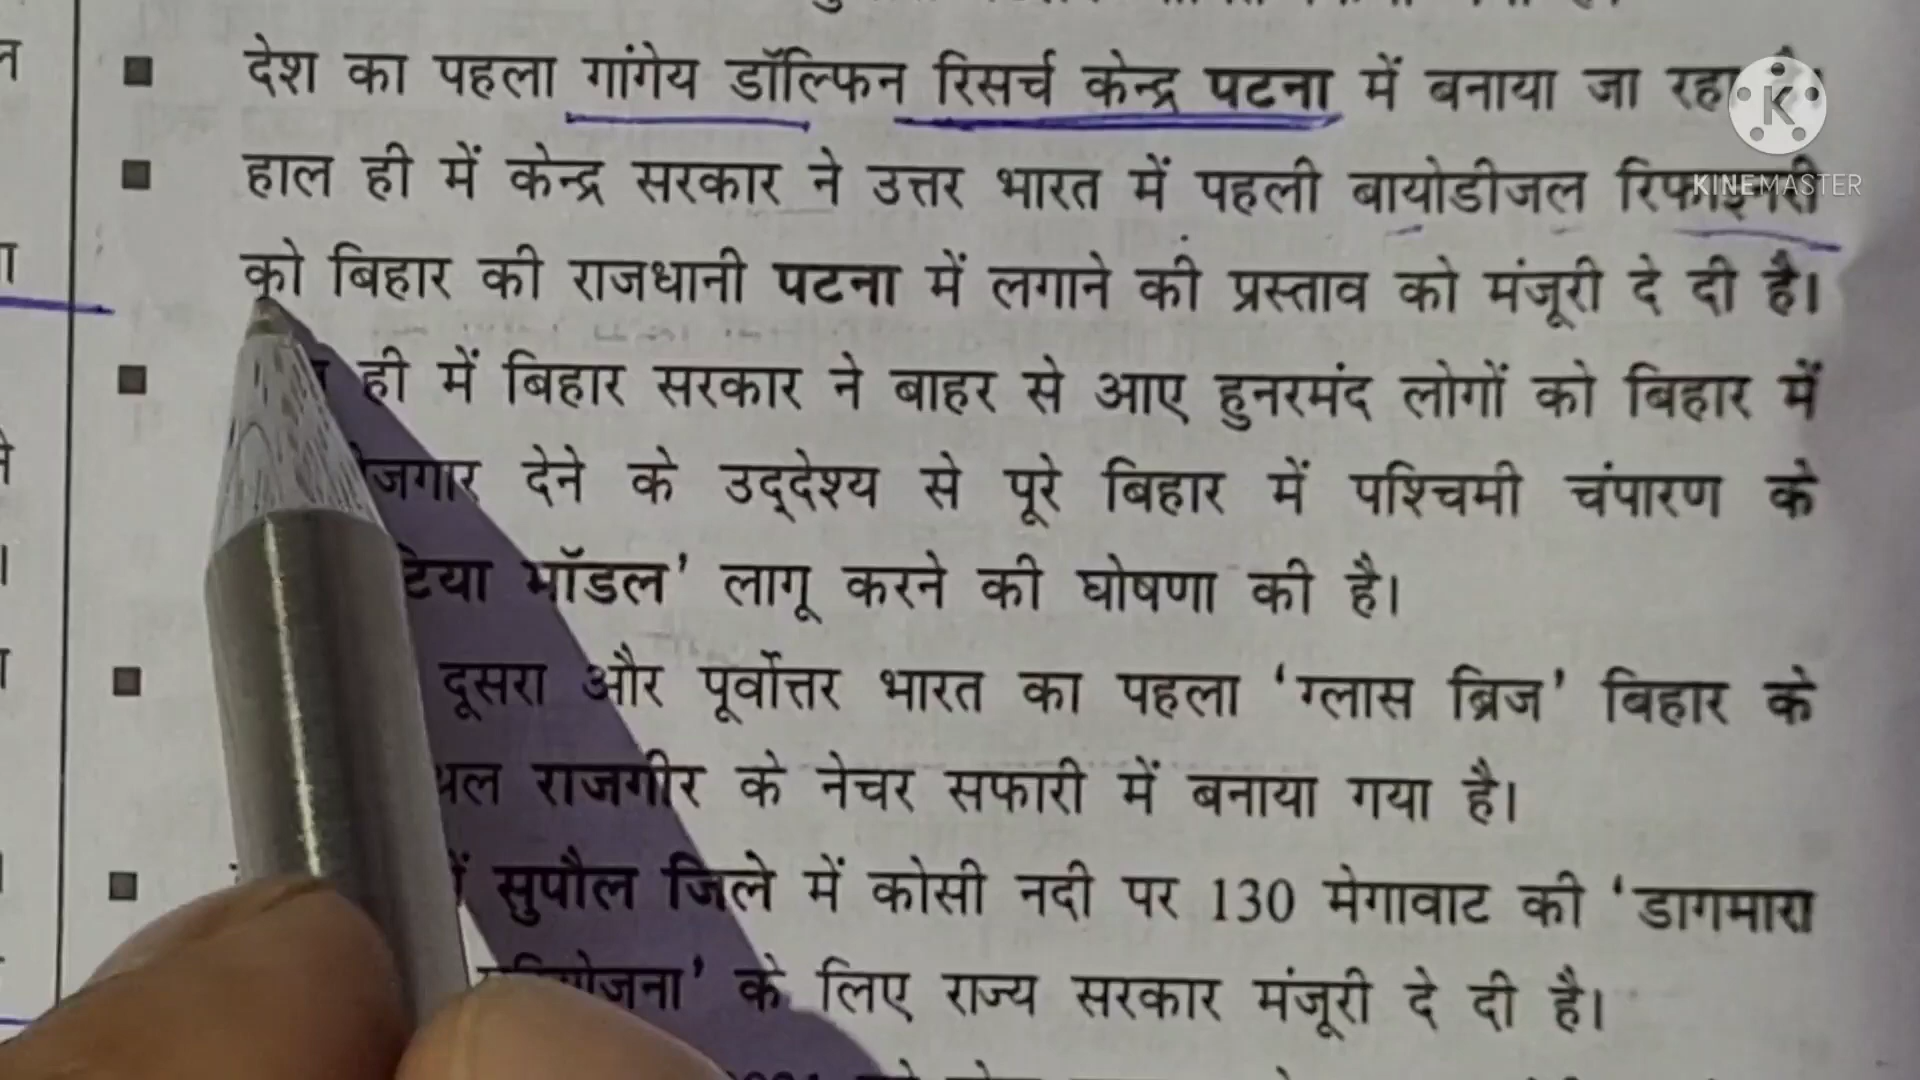 देश का पहला गांगेय डॉल्फिन रिसर्च केन्द्र पटना में बनाया जा रहा
KINEMASTER
हाल ही में केन्द्र सरकार ने उत्तर भारत में पहली बायोडीजल रिफाइनरी
को बिहार की राजधानी पटना में लगाने की प्रस्ताव को मंजूरी दे दी है।
ही में बिहार सरकार ने बाहर से आए हुनरमंद लोगों को बिहार में
देने के उद्देश्य से पूरे बिहार में पश्चिमी चंपारण के
मॉडल' लागू करने की घोषणा की है।
दूसरा और पूर्वोत्तर भारत का पहला 'ग्लास ब्रिज' बिहार के
राजगीर के नेचर सफारी में बनाया गया है।
सुपौल जिले में कोसी नदी पर 130 मेगावाट की 'डागमारा
के लिए राज्य सरकार मंजूरी दे दी है।